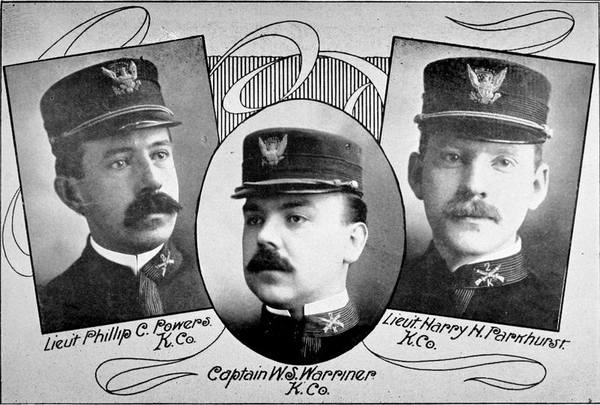 Lieut Phillip C. Powers.
K. Co.
Captain W. S. Warriner
K. Co.
Lieut. Harry H. Parkhurst.
K. Co.